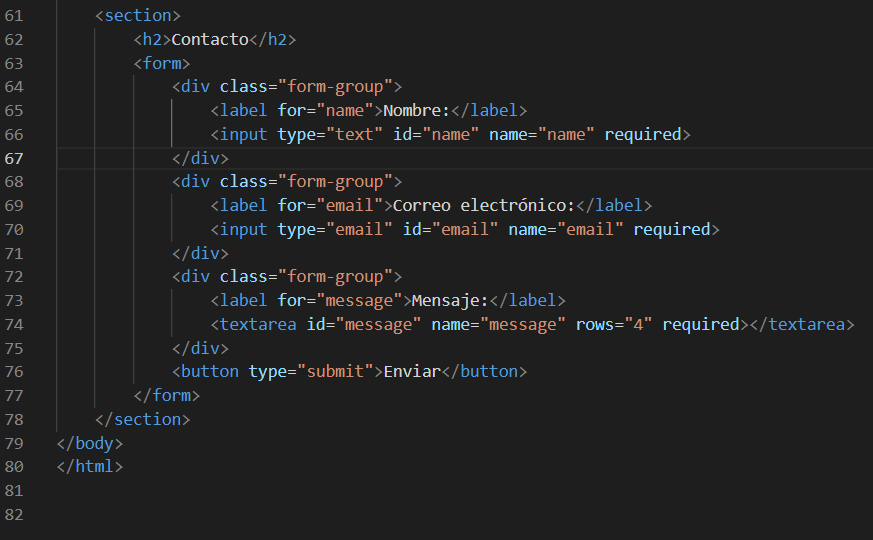 61     <section>
62         <h2>Contacto</h2>
63         <form>
64             <div class="form-group">
65                 <label for="name">Nombre:</label>
66                 <input type="text" id="name" name="name" required>
67             </div>
68             <div class="form-group">
69                 <label for="email">Correo electrónico:</label>
70                 <input type="email" id="email" name="email" required>
71             </div>
72             <div class="form-group">
73                 <label for="message">Mensaje:</label>
74                 <textarea id="message" name="message" rows="4" required></textarea>
75             </div>
76             <button type="submit">Enviar</button>
77         </form>
78     </section>
79 </body>
80 </html>
81
82